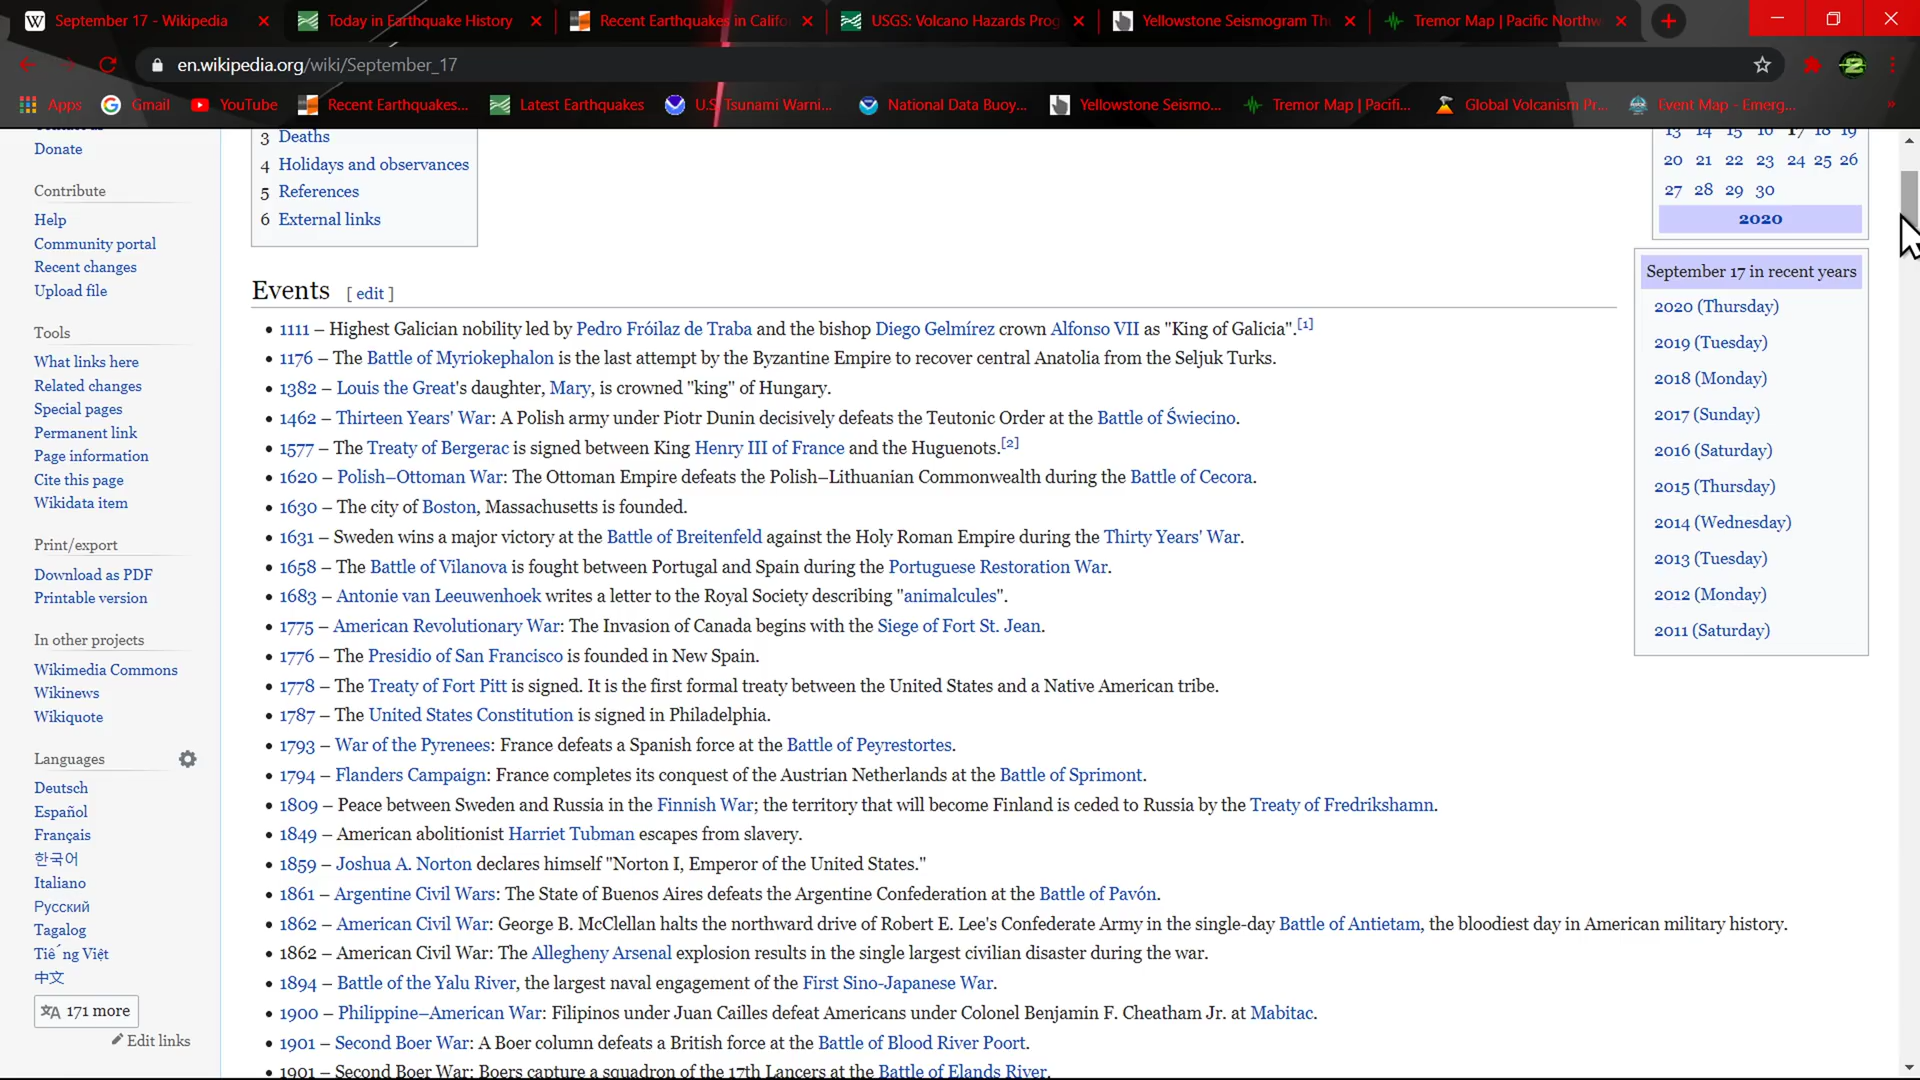 September 17 - Wikipedia
Today in Earthquake History
Recent Earthquakes in Califo
USGS: Volcano Hazards Prog
Yellowstone Seismogram Th
Tremor Map | Pacific Northw
en.wikipedia.org/wiki/September_17
Apps
Gmail
YouTube
Recent Earthquakes...
Latest Earthquakes
U.S. Tsunami Warni...
National Data Buoy...
Yellowstone Seismo...
Tremor Map | Pacifi...
Global Volcanism Pr...
Event Map - Emerg...
»
Donate
Contribute
Help
Community portal
Recent changes
Upload file
Tools
What links here
Related changes
Special pages
Permanent link
Page information
Cite this page
Wikidata item
Print/export
Download as PDF
Printable version
In other projects
Wikimedia Commons
Wikinews
Wikiquote
Languages
Deutsch
Español
Français
한국어
Italiano
Русский
Tagalog
Tiếng Việt
中文
171 more
Edit links
3 Deaths
4 Holidays and observances
5 References
6 External links
Events [ edit ]
• 1111 – Highest Galician nobility led by Pedro Fróilaz de Traba and the bishop Diego Gelmírez crown Alfonso VII as "King of Galicia".[1]
• 1176 – The Battle of Myriokephalon is the last attempt by the Byzantine Empire to recover central Anatolia from the Seljuk Turks.
• 1382 – Louis the Great's daughter, Mary, is crowned "king" of Hungary.
• 1462 – Thirteen Years' War: A Polish army under Piotr Dunin decisively defeats the Teutonic Order at the Battle of Świecino.
• 1577 – The Treaty of Bergerac is signed between King Henry III of France and the Huguenots.[2]
• 1620 – Polish–Ottoman War: The Ottoman Empire defeats the Polish–Lithuanian Commonwealth during the Battle of Cecora.
• 1630 – The city of Boston, Massachusetts is founded.
• 1631 – Sweden wins a major victory at the Battle of Breitenfeld against the Holy Roman Empire during the Thirty Years' War.
• 1658 – The Battle of Vilanova is fought between Portugal and Spain during the Portuguese Restoration War.
• 1683 – Antonie van Leeuwenhoek writes a letter to the Royal Society describing "animalcules".
• 1775 – American Revolutionary War: The Invasion of Canada begins with the Siege of Fort St. Jean.
• 1776 – The Presidio of San Francisco is founded in New Spain.
• 1778 – The Treaty of Fort Pitt is signed. It is the first formal treaty between the United States and a Native American tribe.
• 1787 – The United States Constitution is signed in Philadelphia.
• 1793 – War of the Pyrenees: France defeats a Spanish force at the Battle of Peyrestortes.
• 1794 – Flanders Campaign: France completes its conquest of the Austrian Netherlands at the Battle of Sprimont.
• 1809 – Peace between Sweden and Russia in the Finnish War; the territory that will become Finland is ceded to Russia by the Treaty of Fredrikshamn.
• 1849 – American abolitionist Harriet Tubman escapes from slavery.
• 1859 – Joshua A. Norton declares himself "Norton I, Emperor of the United States."
• 1861 – Argentine Civil Wars: The State of Buenos Aires defeats the Argentine Confederation at the Battle of Pavón.
• 1862 – American Civil War: George B. McClellan halts the northward drive of Robert E. Lee's Confederate Army in the single-day Battle of Antietam, the bloodiest day in American military history.
• 1862 – American Civil War: The Allegheny Arsenal explosion results in the single largest civilian disaster during the war.
• 1894 – Battle of the Yalu River, the largest naval engagement of the First Sino-Japanese War.
• 1900 – Philippine–American War: Filipinos under Juan Cailles defeat Americans under Colonel Benjamin F. Cheatham Jr. at Mabitac.
• 1901 – Second Boer War: A Boer column defeats a British force at the Battle of Blood River Poort.
• 1901 – Second Boer War: Boers capture a squadron of the 17th Lancers at the Battle of Elands River.
13 14 15 16 17 18 19
20 21 22 23 24 25 26
27 28 29 30
2020
September 17 in recent years
2020 (Thursday)
2019 (Tuesday)
2018 (Monday)
2017 (Sunday)
2016 (Saturday)
2015 (Thursday)
2014 (Wednesday)
2013 (Tuesday)
2012 (Monday)
2011 (Saturday)